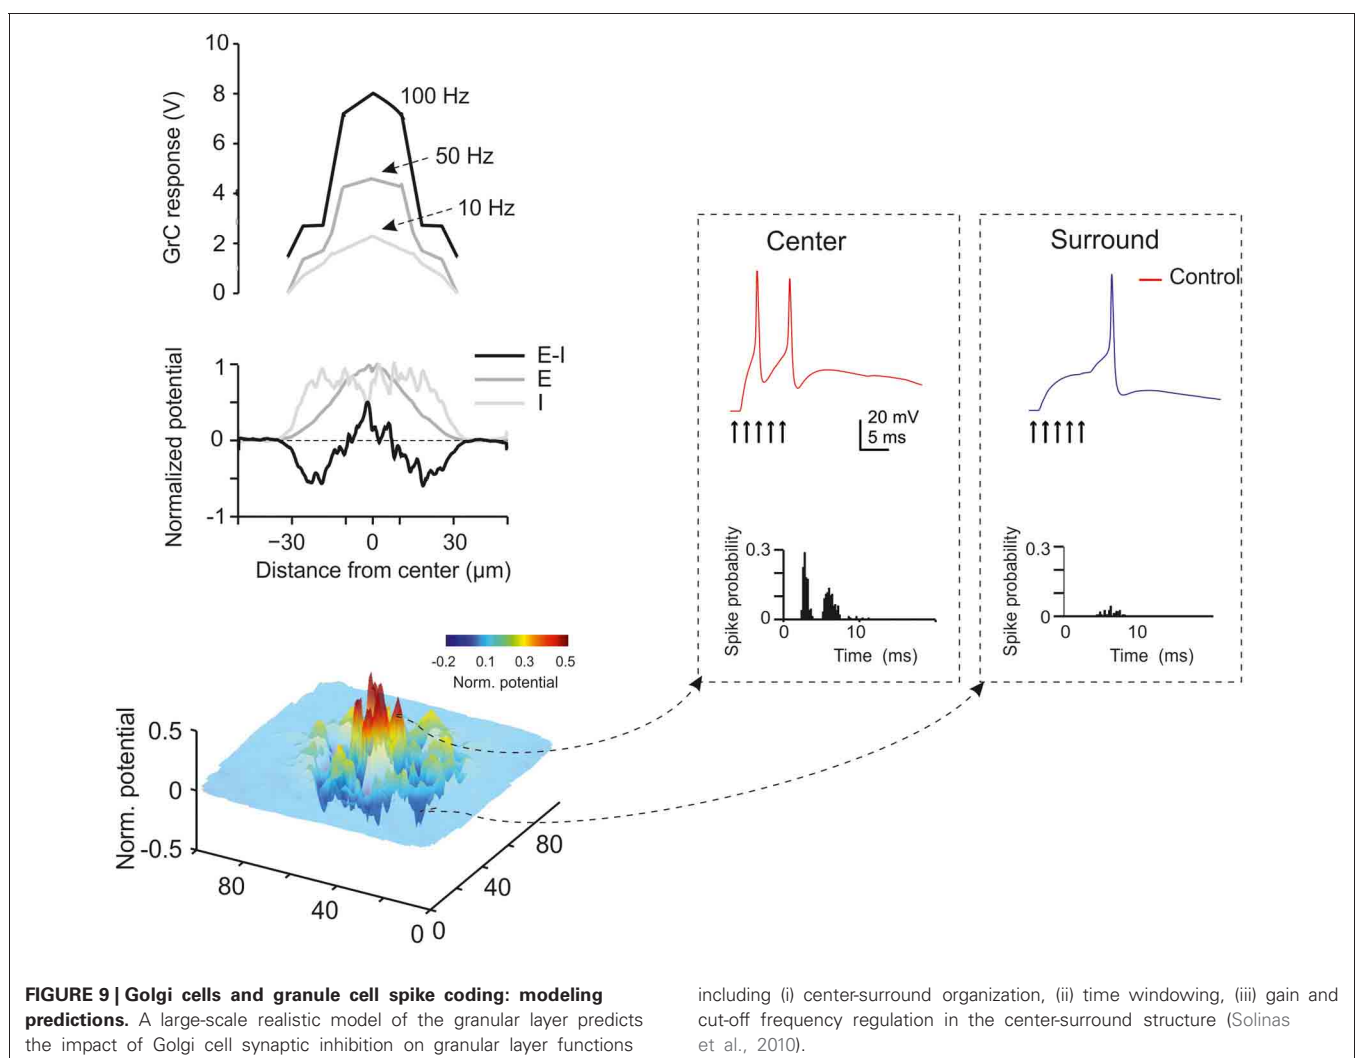 10
8
6
4
2
0
GrC response (V)
100 Hz
50 Hz
10 Hz
1
0
-1
Normalized potential
E-I
E
I
−30 0 30
Distance from center (µm)
-0.2 0.1 0.3 0.5
Norm. potential
0.5
0
-0.5
Norm. potential
80
40
0
0
40
80
Center
20 mV
5 ms
0.3
0
Spike probability
0 10
Time (ms)
Surround
Control
0.3
0
Spike probability
0 10
Time (ms)
FIGURE 9 | Golgi cells and granule cell spike coding: modeling
predictions. A large-scale realistic model of the granular layer predicts
the impact of Golgi cell synaptic inhibition on granular layer functions
including (i) center-surround organization, (ii) time windowing, (iii) gain and
cut-off frequency regulation in the center-surround structure (Solinas
et al., 2010).